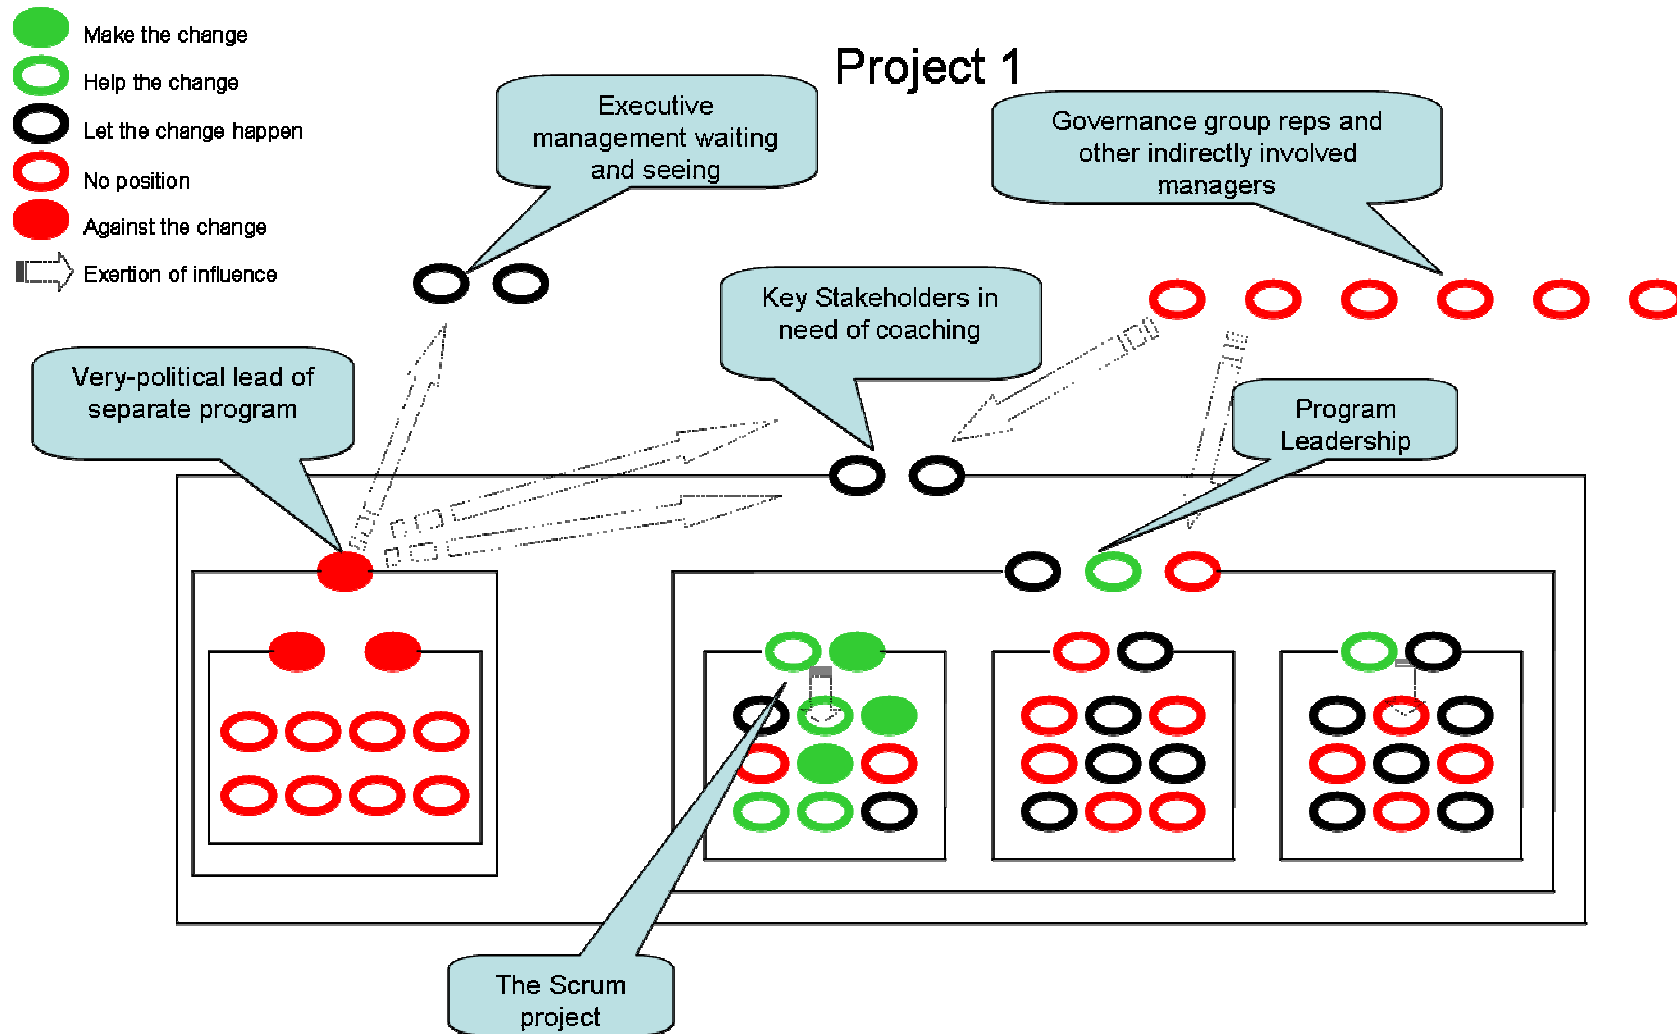 Make the change
Help the change
Let the change happen
No position
Against the change
Exertion of influence
Project 1
Executive
management waiting
and seeing
Governance group reps and
other indirectly involved
managers
Key Stakeholders in
need of coaching
Very-political lead of
separate program
Program
Leadership
The Scrum
project